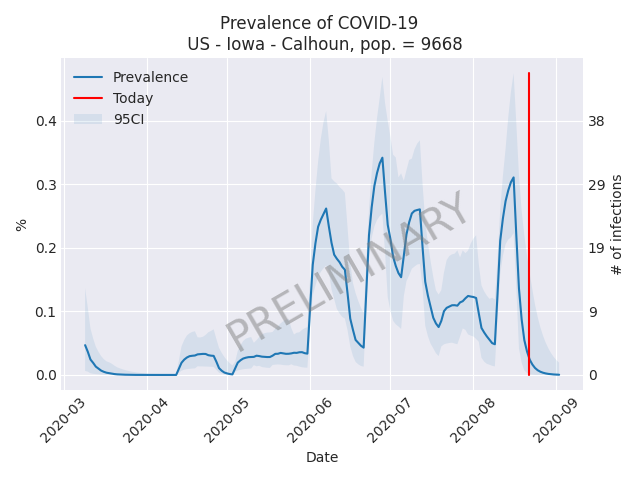 Prevalence of COVID-19
US - Iowa - Calhoun, pop. = 9668
Prevalence
Today
95CI
0.4
0.3
0.2
0.1
0.0
%
38
29
19
9
0
# of infections
PRELIMINARY
2020-03
2020-04
2020-05
2020-06
2020-07
2020-08
2020-09
Date